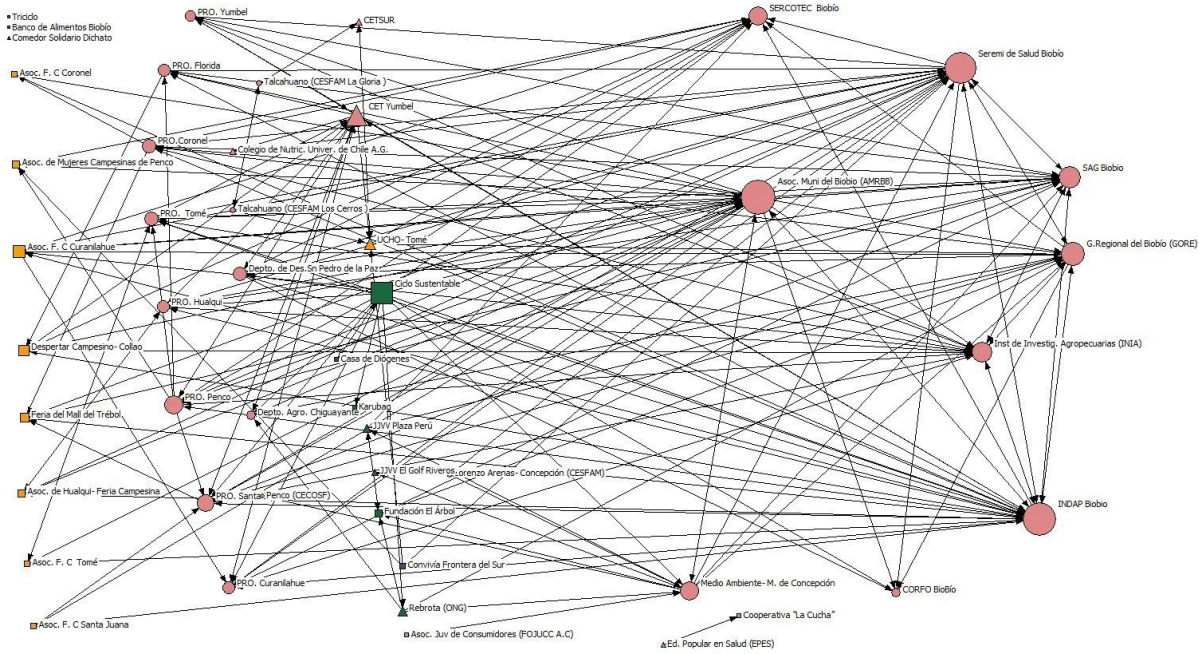 PRO. Yumbel
SERCOTEC Biobío
Triciclo
CETSUR
Banco de Alimentos Biobío
Comedor Solidario Dichato
Seremi de Salud Biobío
PRO. Florida
Asoc. F. C Coronel
Talcahuano (CESFAM La Gloria )
CET Yumbel
PRO.Coronel
Colegio de Nutric. Univer. de Chile A.G.
Asoc. de Mujeres Campesinas de Penco
SAG Biobio
Asoc. Muni del Biobio (AMRBB)
Talcahuano (CESFAM Los Cerros )
PRO. Tomé
UCHO- Tomé
Asoc. F. C Curanilahue
G.Regional del Biobío (GORE)
Depto. de Des.Sn Pedro de la Paz
Ciclo Sustentable
PRO. Hualqui
Despertar Campesino- Collao
Casa de Diógenes
Inst de Investig. Agropecuarias (INIA)
PRO. Penco
Karubag
Feria del Mall del Trébol
Depto. Agro. Chiguayante
JJVV Plaza Perú
JJVV El Golf Riveros
Lorenzo Arenas- Concepción (CESFAM)
Asoc. de Hualqui- Feria Campesina
PRO. Santa
Penco (CECOSF)
Fundación El Árbol
INDAP Biobio
Asoc. F. C Tomé
Convivía Frontera del Sur
PRO. Curanilahue
Medio Ambiente- M. de Concepción
CORFO BioBío
Rebrota (ONG)
Cooperativa "La Cucha"
Asoc. F. C Santa Juana
Asoc. Juv de Consumidores (FOJUCC A.C)
Ed. Popular en Salud (EPES)